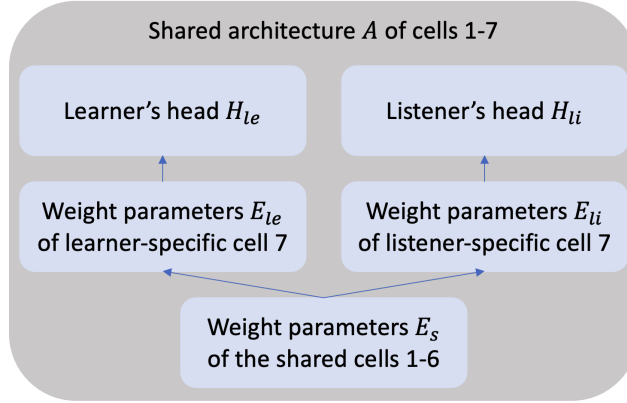 Shared architecture A of cells 1-7
Learner's head H_le
Listener's head H_li
Weight parameters E_le
of learner-specific cell 7
Weight parameters E_li
of listener-specific cell 7
Weight parameters E_s
of the shared cells 1-6